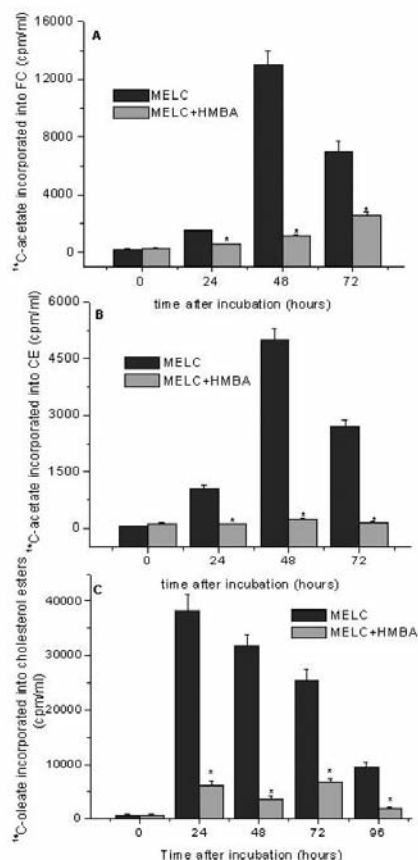 16000
A
MELC
MELC+HMBA
12000
8000
4000
0
¹⁴C-acetate incorporated into FC (cpm/ml)
*
*
*
0 24 48 72
time after incubation (hours)
6000
B
MELC
MELC+HMBA
4500
3000
1500
0
¹⁴C-acetate incorporated into CE (cpm/ml)
*
*
*
0 24 48 72
time after incubation (hours)
C
MELC
MELC+HMBA
40000
30000
20000
10000
0
¹⁴C-oleate incorporated into cholesterol esters
(cpm/ml)
*
*
*
*
0 24 48 72 96
Time after incubation (hours)